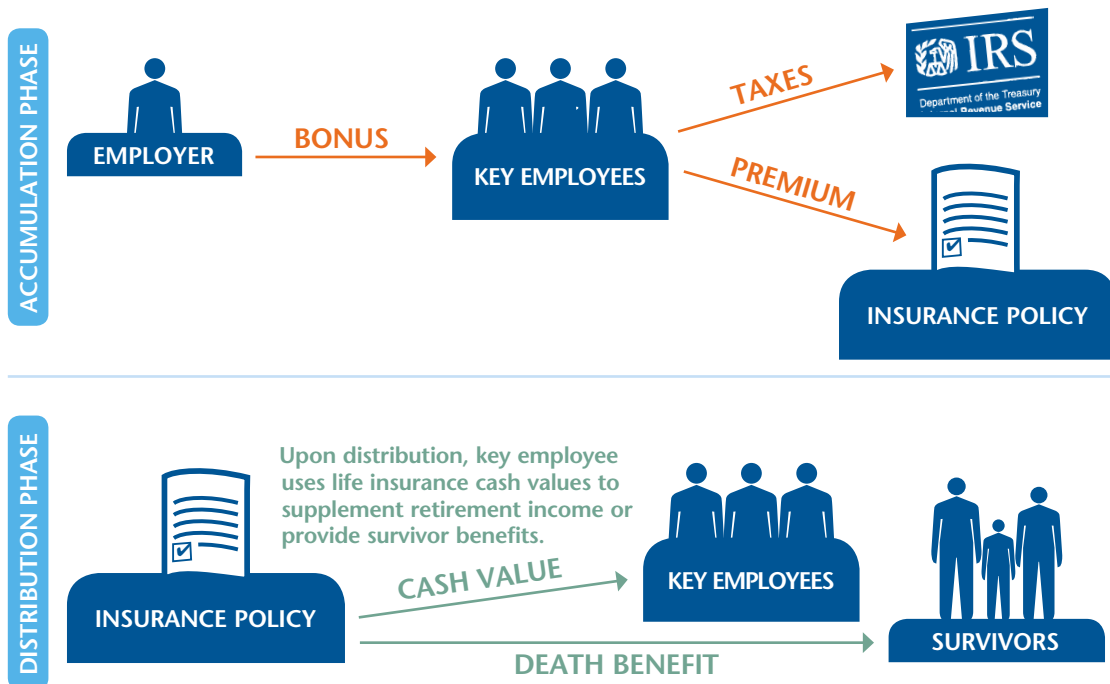 ACCUMULATION PHASE
EMPLOYER
BONUS
KEY EMPLOYEES
TAXES
IRS
Department of the Treasury
Revenue Service
PREMIUM
INSURANCE POLICY
DISTRIBUTION PHASE
Upon distribution, key employee
uses life insurance cash values to
supplement retirement income or
provide survivor benefits.
INSURANCE POLICY
CASH VALUE
KEY EMPLOYEES
DEATH BENEFIT
SURVIVORS